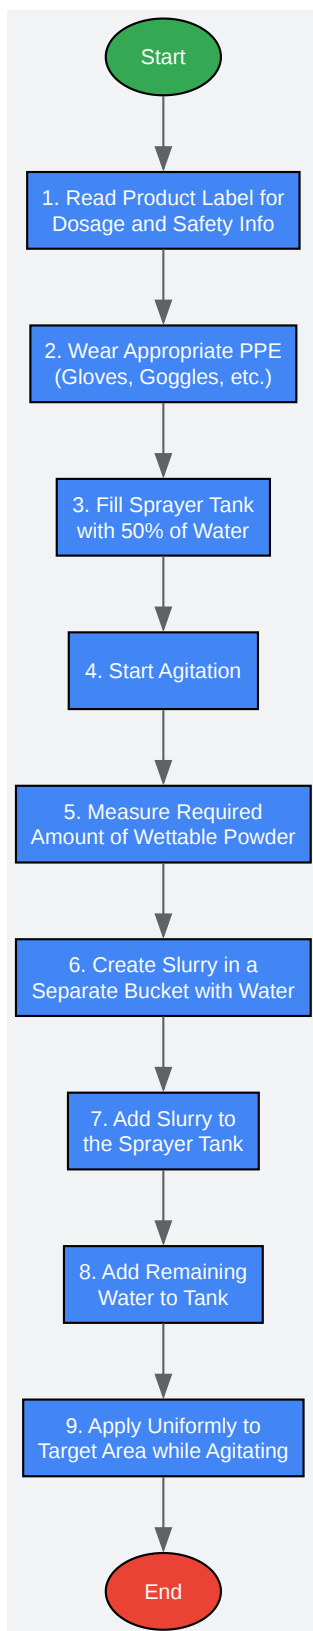 Start
1. Read Product Label for
Dosage and Safety Info
2. Wear Appropriate PPE
(Gloves, Goggles, etc.)
3. Fill Sprayer Tank
with 50% of Water
4. Start Agitation
5. Measure Required
Amount of Wettable Powder
6. Create Slurry in a
Separate Bucket with Water
7. Add Slurry to
the Sprayer Tank
8. Add Remaining
Water to Tank
9. Apply Uniformly to
Target Area while Agitating
End